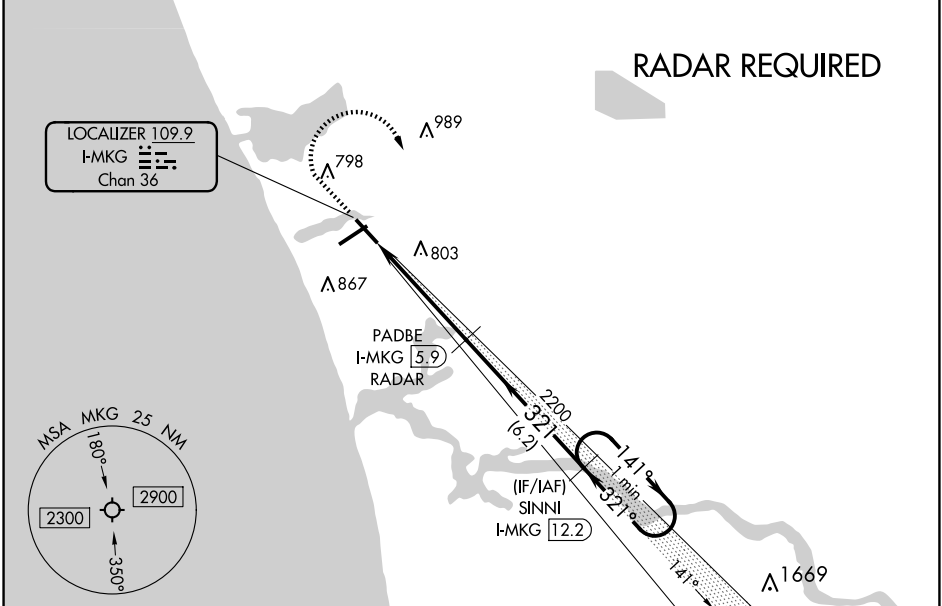 RADAR REQUIRED
LOCALIZER 109.9
I-MKG
Chan 36
989
798
803
867
PADBE
I-MKG 5.9
RADAR
2200
321
(6.2)
141°
1 min
321°
(IF/IAF)
SINNI
I-MKG 12.2
141°
1669
MSA MKG 25 NM
180°
2900
2300
350°